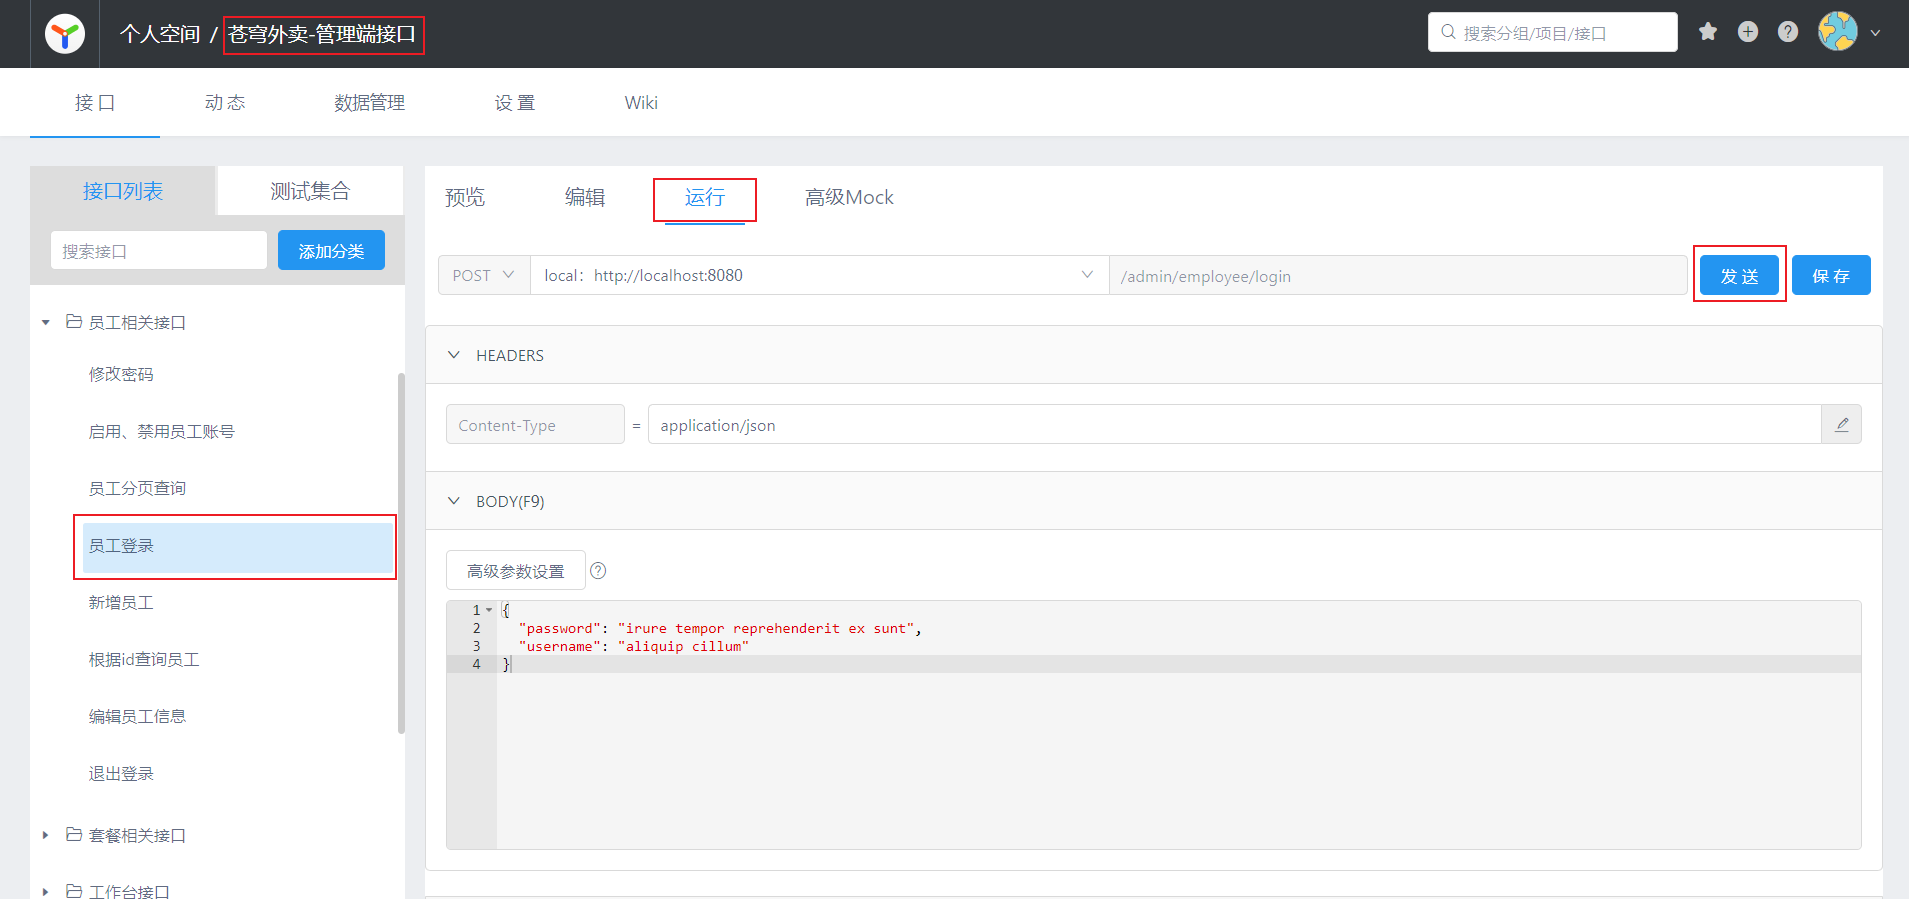 个人空间 / 苍穹外卖-管理端接口
搜索分组/项目/接口
接 口
动 态
数据管理
设 置
Wiki
接口列表
测试集合
搜索接口
添加分类
员工相关接口
修改密码
启用、禁用员工账号
员工分页查询
员工登录
新增员工
根据id查询员工
编辑员工信息
退出登录
套餐相关接口
工作台接口
预览
编辑
运行
高级Mock
POST
local：http://localhost:8080
/admin/employee/login
发 送
保 存
HEADERS
Content-Type = application/json
BODY(F9)
高级参数设置
1 {
2 "password": "irure tempor reprehenderit ex sunt",
3 "username": "aliquip cillum"
4 }